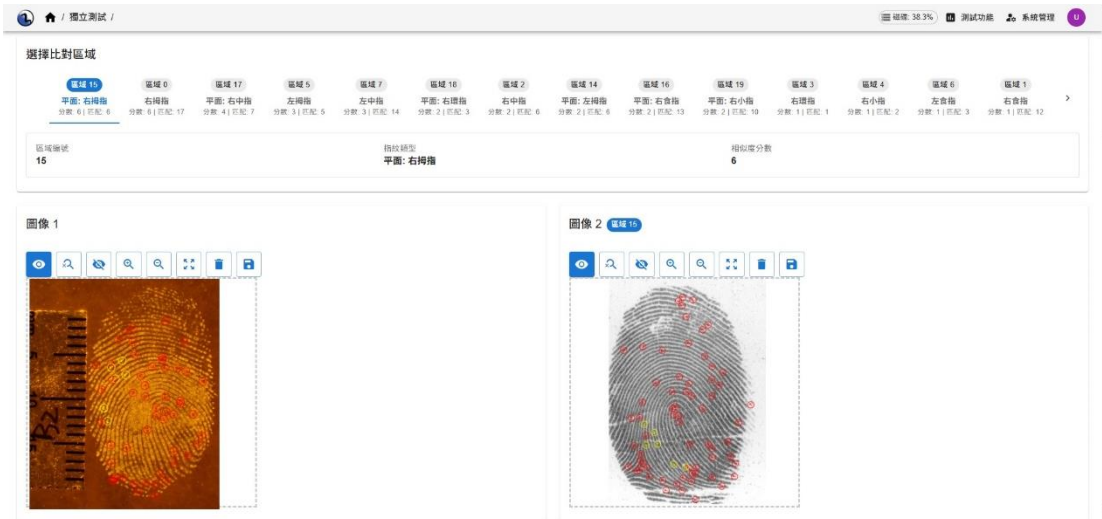 / 獨立測試 /
磁碟: 38.3%
測試功能
系統管理
U
選擇比對區域
區域 15 區域 0 區域 17 區域 5 區域 7 區域 18 區域 2 區域 14 區域 16 區域 19 區域 3 區域 4 區域 6 區域 1
平面: 右拇指 右拇指 平面: 右中指 左拇指 左中指 平面: 右環指 右中指 平面: 左拇指 平面: 右食指 平面: 右小指 右環指 右小指 左食指 右食指
分數: 6 | 匹配: 6 分數: 6 | 匹配: 17 分數: 4 | 匹配: 7 分數: 3 | 匹配: 5 分數: 3 | 匹配: 14 分數: 2 | 匹配: 3 分數: 2 | 匹配: 6 分數: 2 | 匹配: 6 分數: 2 | 匹配: 13 分數: 2 | 匹配: 10 分數: 1 | 匹配: 1 分數: 1 | 匹配: 2 分數: 1 | 匹配: 3 分數: 1 | 匹配: 12
區域編號 指紋類型 相似度分數
15 平面: 右拇指 6
圖像 1
圖像 2 區域 15
B2